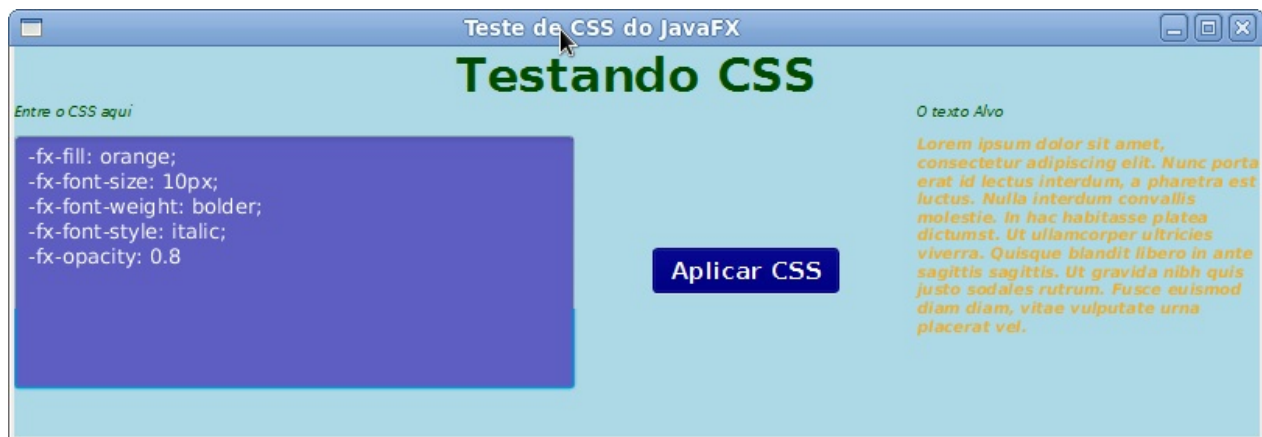 Teste de CSS do JavaFX
Testando CSS
Entre o CSS aqui
-fx-fill: orange;
-fx-font-size: 10px;
-fx-font-weight: bolder;
-fx-font-style: italic;
-fx-opacity: 0.8
Aplicar CSS
O texto Alvo
Lorem ipsum dolor sit amet,
consectetur adipiscing elit. Nunc porta
erat id lectus interdum, a pharetra est
luctus. Nulla interdum convallis
molestie. In hac habitasse platea
dictumst. Ut ullamcorper ultricies
viverra. Quisque blandit libero in ante
sagittis sagittis. Ut gravida nibh quis
justo sodales rutrum. Fusce euismod
diam diam, vitae vulputate urna
placerat vel.